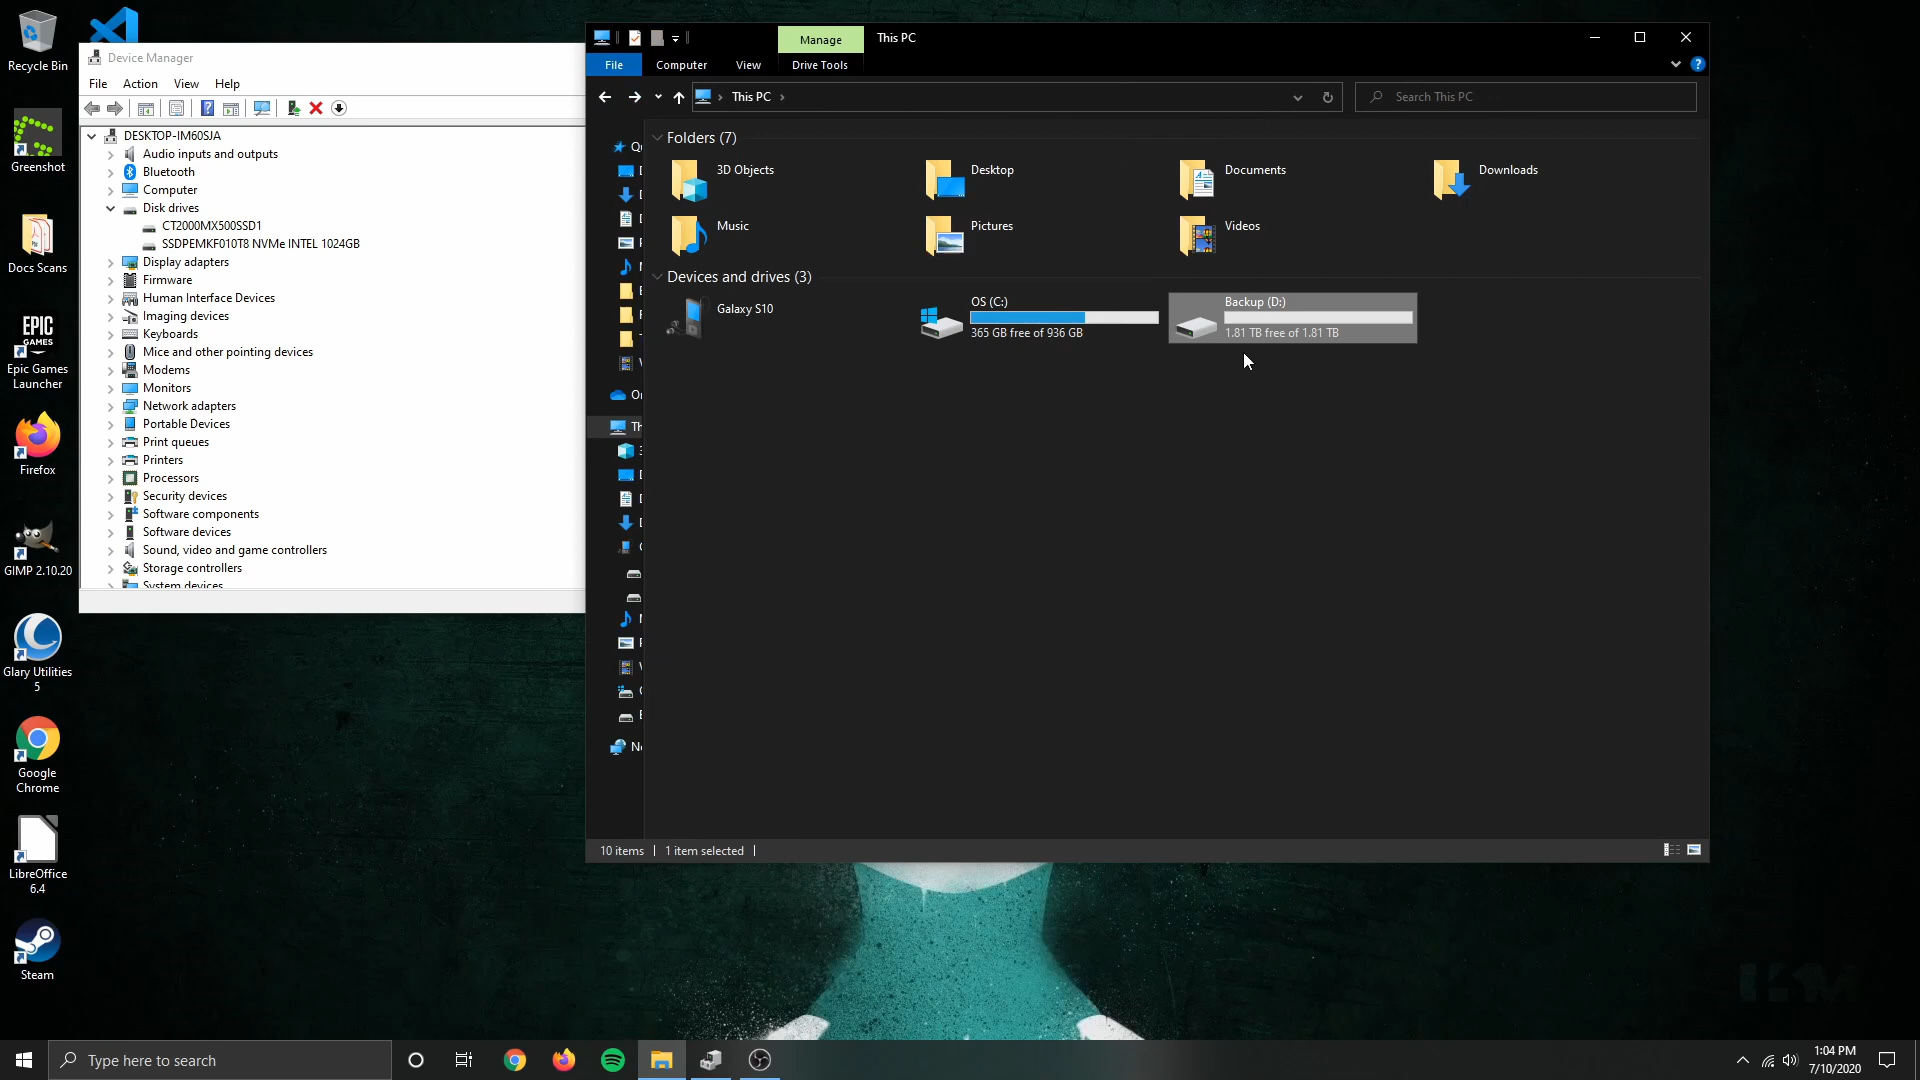 Recycle Bin
Greenshot
Docs Scans
Epic Games
Launcher
EPIC
GAMES
Firefox
GIMP 2.10.20
Glary Utilities
5
Google
Chrome
LibreOffice
6.4
Steam
Device Manager
File Action View Help
DESKTOP-IM60SJA
Audio inputs and outputs
Bluetooth
Computer
Disk drives
CT2000MX500SSD1
SSDPEMKF010T8 NVMe INTEL 1024GB
Display adapters
Firmware
Human Interface Devices
Imaging devices
Keyboards
Mice and other pointing devices
Modems
Monitors
Network adapters
Portable Devices
Print queues
Printers
Processors
Security devices
Software components
Software devices
Sound, video and game controllers
Storage controllers
System devices
Manage This PC
File Computer View Drive Tools
This PC
Search This PC
Folders (7)
3D Objects Desktop Documents Downloads
Music Pictures Videos
Devices and drives (3)
Galaxy S10
OS (C:)
365 GB free of 936 GB
Backup (D:)
1.81 TB free of 1.81 TB
10 items 1 item selected
Type here to search
1:04 PM
7/10/2020